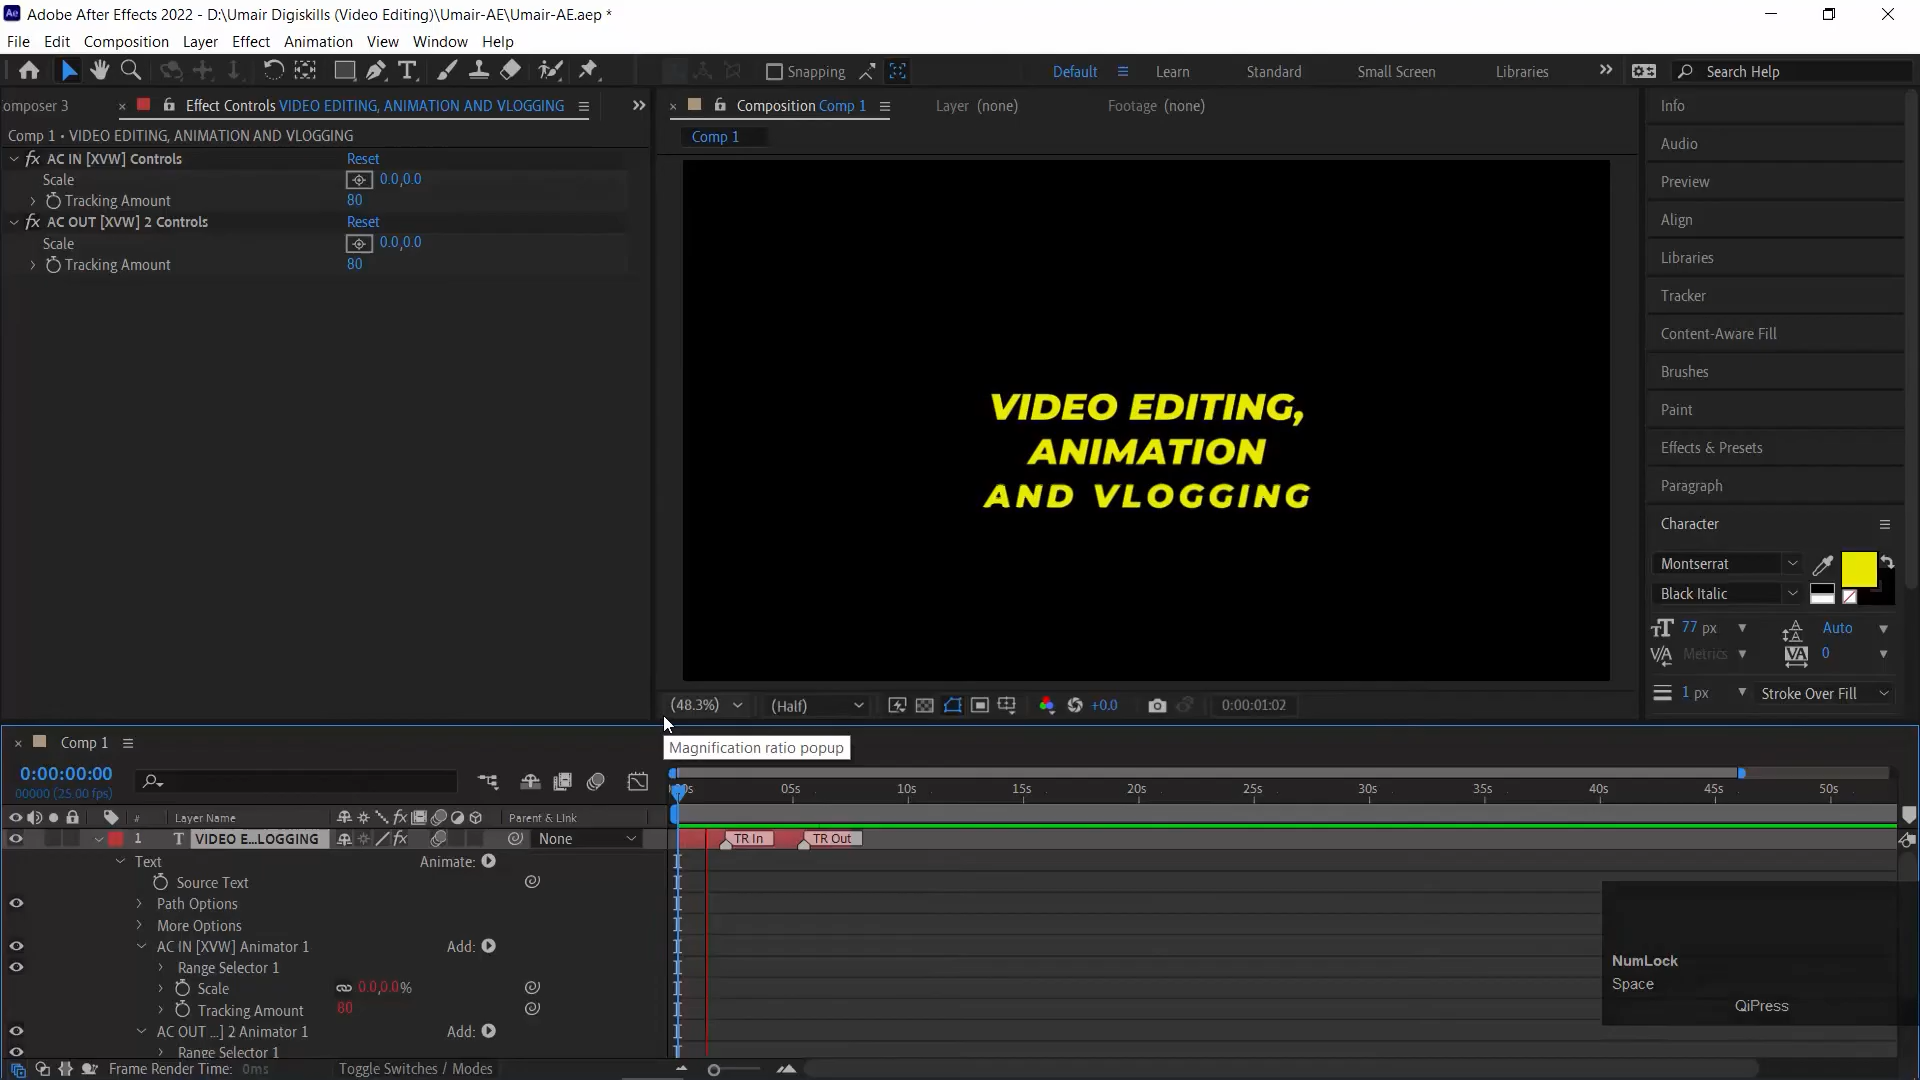 Ae Adobe After Effects 2022 - D:\Umair Digiskills (Video Editing)\Umair-AE\Umair-AE.aep *
File Edit Composition Layer Effect Animation View Window Help
Snapping Default Learn Standard Small Screen Libraries Search Help
omposer 3 Effect Controls VIDEO EDITING, ANIMATION AND VLOGGING Composition Comp 1 Layer (none) Footage (none)
Comp 1 • VIDEO EDITING, ANIMATION AND VLOGGING
Comp 1
fx AC IN [XVW] Controls Reset
Scale 0.0,0.0
Tracking Amount 80
fx AC OUT [XVW] 2 Controls Reset
Scale 0.0,0.0
Tracking Amount 80
VIDEO EDITING,
ANIMATION
AND VLOGGING
Info
Audio
Preview
Align
Libraries
Tracker
Content-Aware Fill
Brushes
Paint
Effects & Presets
Paragraph
Character
Montserrat
Black Italic
77 px Auto
Metrics 0
1 px Stroke Over Fill
(48.3%) (Half) +0.0 0:00:01:02
Magnification ratio popup
Comp 1
0:00:00:00
00000 (25.00 fps)
05s 10s 15s 20s 25s 30s 35s 40s 45s 50s
# Layer Name fx Parent & Link
1 T VIDEO E...LOGGING fx None TR In TR Out
Text Animate:
Source Text
Path Options
More Options
AC IN [XVW] Animator 1 Add:
Range Selector 1
Scale 0.0,0.0%
Tracking Amount 80
AC OUT ...] 2 Animator 1 Add:
Range Selector 1
Frame Render Time: 0ms Toggle Switches / Modes
NumLock
Space
QiPress